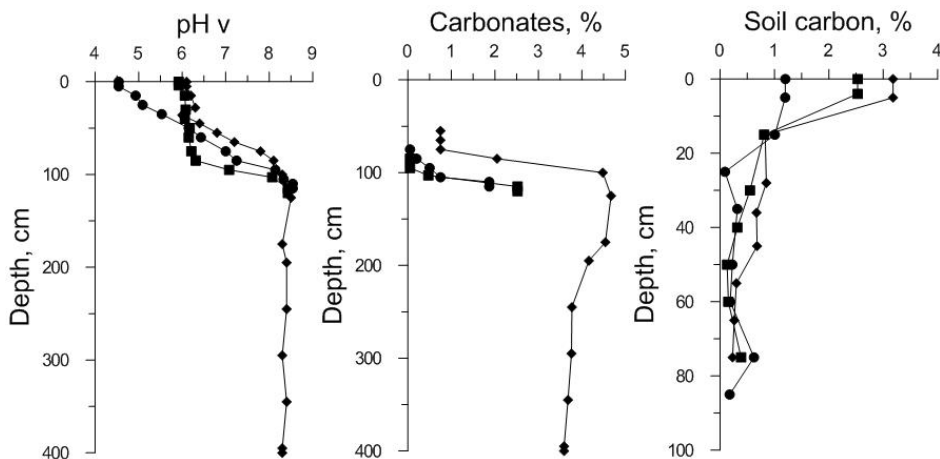 pH v
4 5 6 7 8 9
0
100
200
300
400
Depth, cm
Carbonates, %
0 1 2 3 4 5
0
100
200
300
400
Depth, cm
Soil carbon, %
0 1 2 3 4
0
20
40
60
80
100
Depth, cm